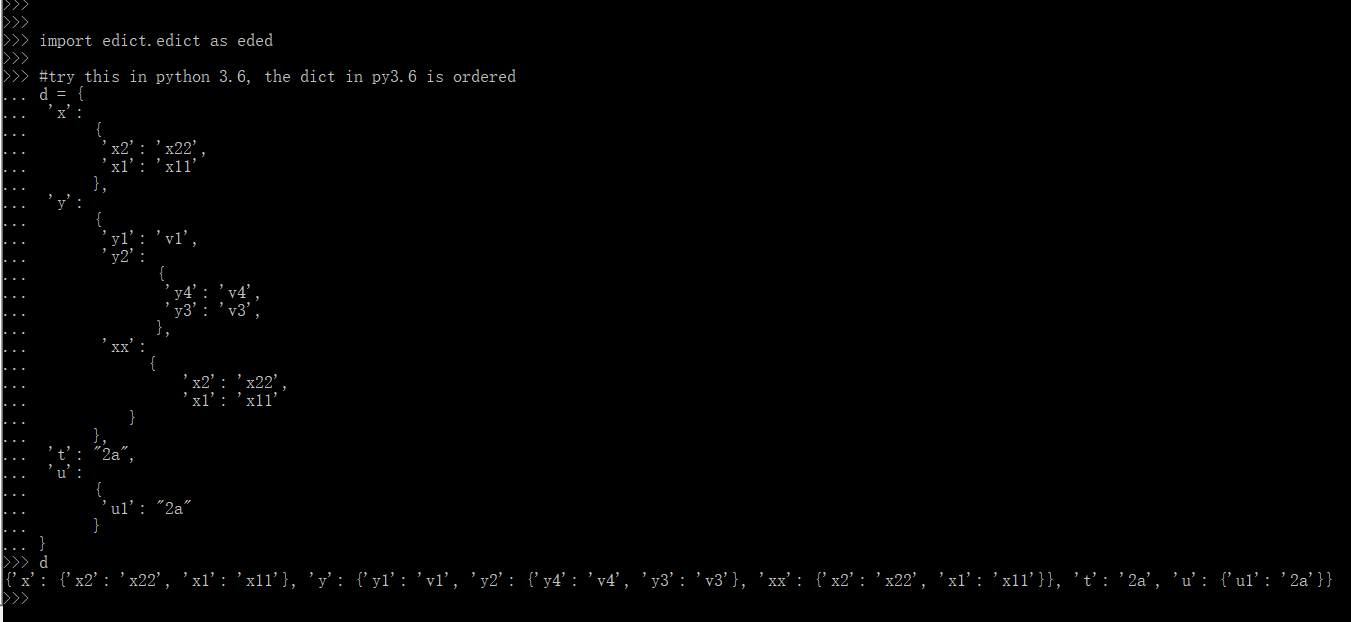 >>>
>>>
>>> import edict.edict as eded
>>>
>>> #try this in python 3.6, the dict in py3.6 is ordered
... d = {
...  'x':
...       {
...        'x2': 'x22',
...        'x1': 'x11'
...       },
...  'y':
...       {
...        'y1': 'v1',
...        'y2':
...              {
...               'y4': 'v4',
...               'y3': 'v3',
...              },
...        'xx':
...             {
...                 'x2': 'x22',
...                 'x1': 'x11'
...           }
...       },
...  't': "2a",
...  'u':
...       {
...        'u1': "2a"
...       }
... }
>>> d
{'x': {'x2': 'x22', 'x1': 'x11'}, 'y': {'y1': 'v1', 'y2': {'y4': 'v4', 'y3': 'v3'}, 'xx': {'x2': 'x22', 'x1': 'x11'}}, 't': '2a', 'u': {'u1': '2a'}}
>>>